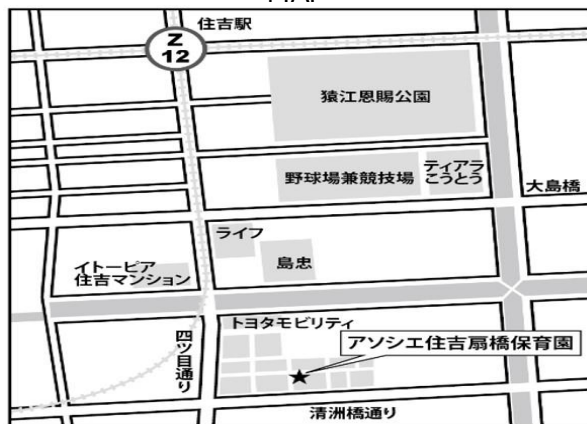 住吉駅
Z
12
猿江恩賜公園
野球場兼競技場
ティアラ
こうとう
大島橋
ライフ
島忠
イトーピア
住吉マンション
四ツ目通り
トヨタモビリティ
アソシエ住吉扇橋保育園
★
清洲橋通り